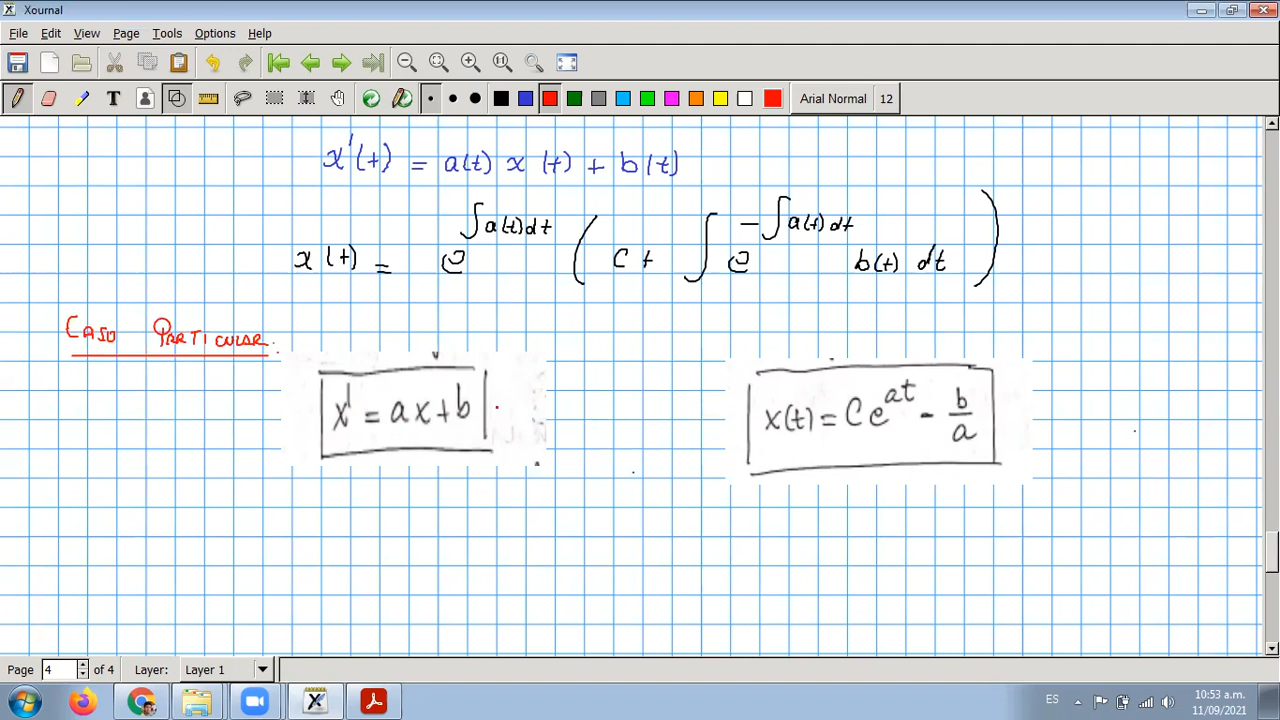 Xournal
File Edit View Page Tools Options Help
Arial Normal 12
x'(t) = a(t) x(t) + b(t)
x(t) = e^{∫a(t)dt} ( C + ∫ e^{-∫a(t)dt} b(t) dt )
CASO PARTICULAR.
x' = ax+b
x(t) = Ce^{at} - \frac{b}{a}
Page 4 of 4 Layer: Layer 1
ES
10:53 a.m.
11/09/2021